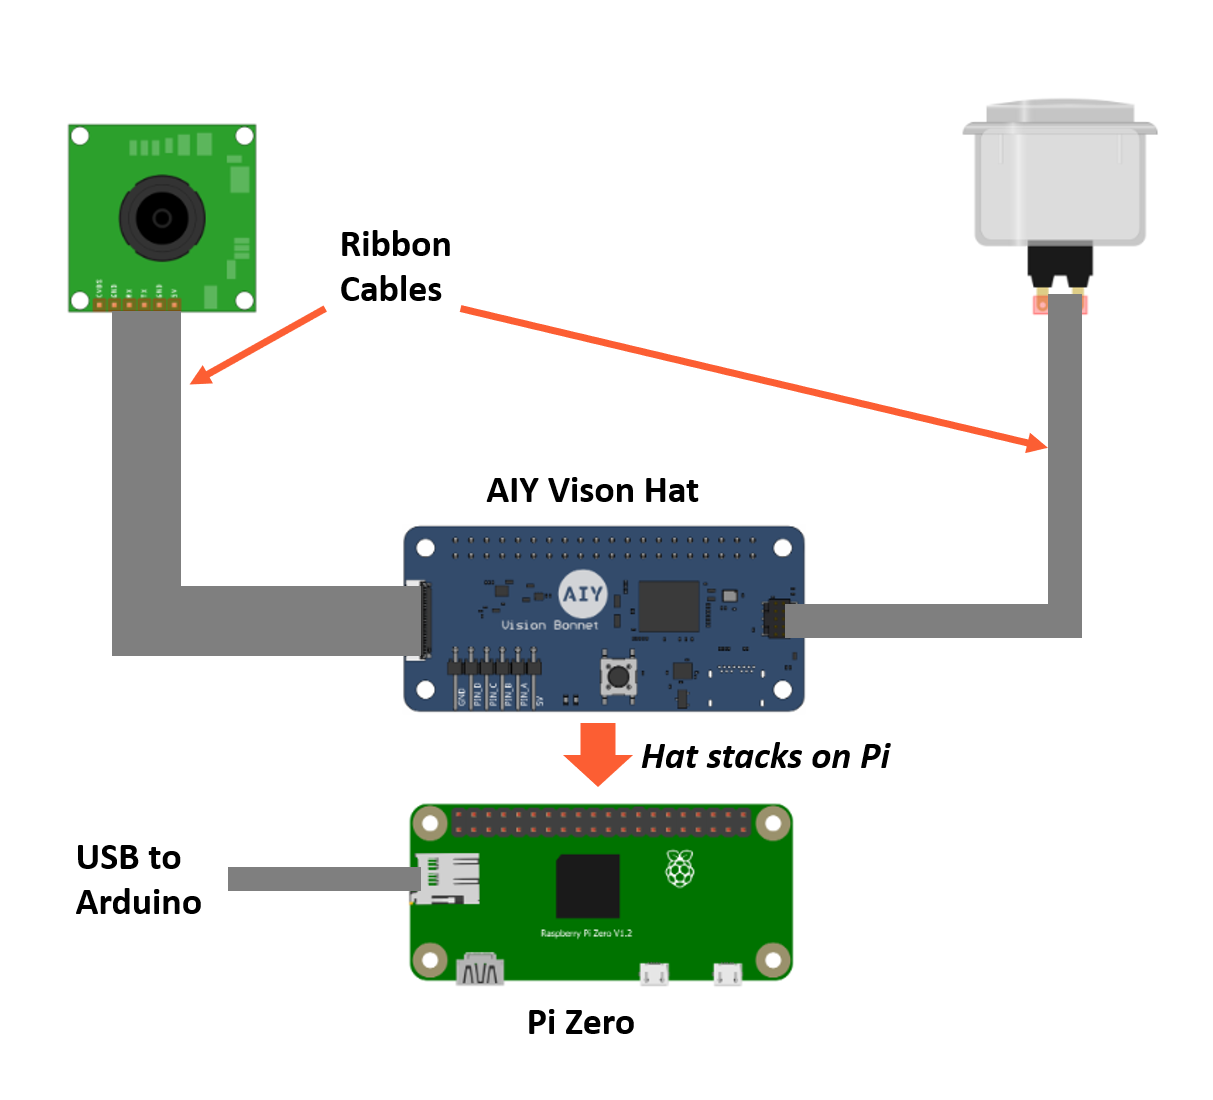 CVBS
GND
RX
TX
GND
5V
Ribbon
Cables
AIY Vison Hat
AIY
Vision Bonnet
GND
PIN_D
PIN_C
PIN_B
PIN_A
5V
Hat stacks on Pi
USB to
Arduino
Raspberry Pi Zero V1.2
Pi Zero